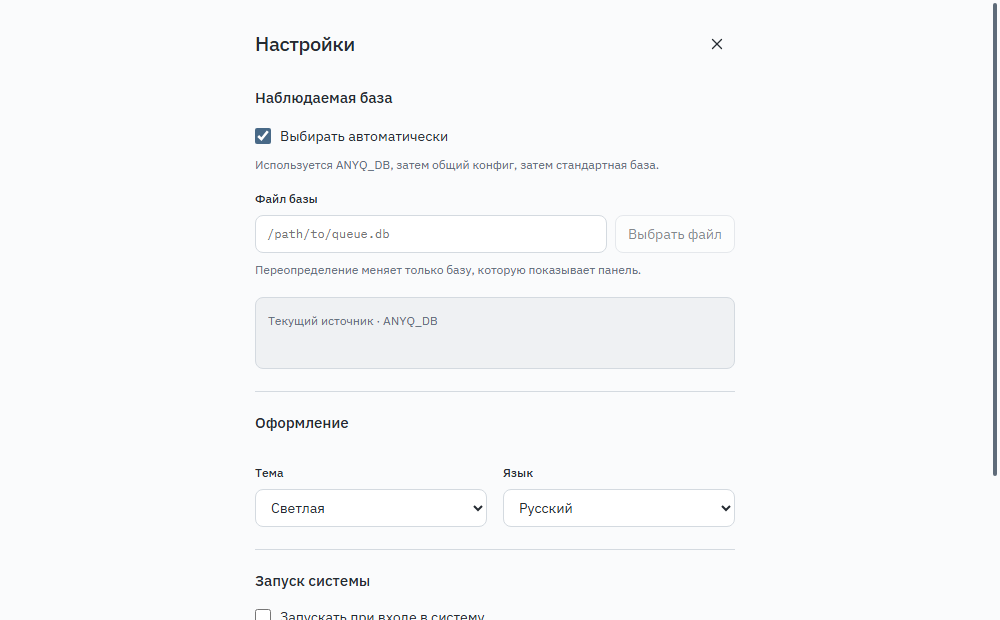 Настройки
Наблюдаемая база
Выбирать автоматически
Используется ANYQ_DB, затем общий конфиг, затем стандартная база.
Файл базы
/path/to/queue.db
Выбрать файл
Переопределение меняет только базу, которую показывает панель.
Текущий источник · ANYQ_DB
Оформление
Тема
Язык
Светлая
Русский
Запуск системы
Запускать при входе в систему